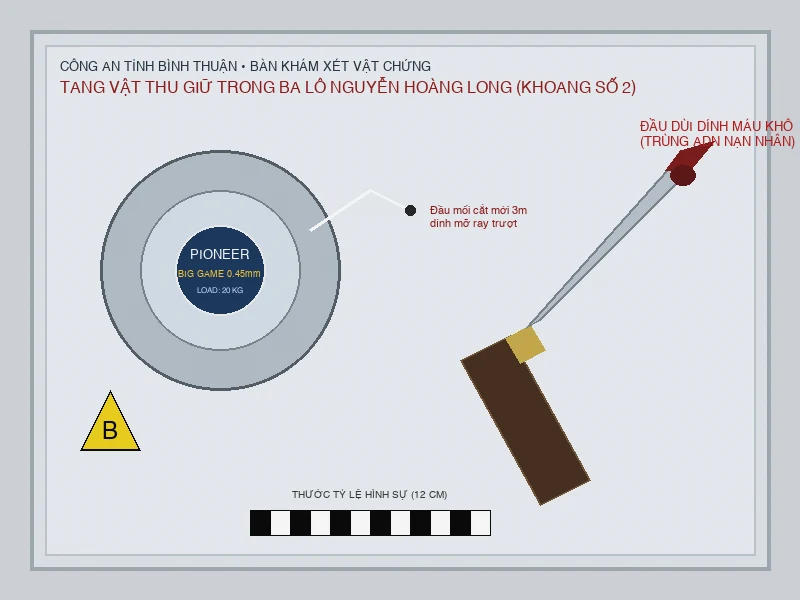 CÔNG AN TỈNH BÌNH THUẬN • BÀN KHÁM XÉT VẬT CHỨNG
TANG VẬT THU GIỮ TRONG BA LÔ NGUYỄN HOÀNG LONG (KHOANG SỐ 2)
ĐẦU DÙI DÍNH MÁU KHÔ
(TRÙNG ADN NẠN NHÂN)
Đầu mối cắt mới 3m
dính mỡ ray trượt
PIONEER
BIG GAME 0.45mm
LOAD: 20 KG
B
THƯỚC TỶ LỆ HÌNH SỰ (12 CM)